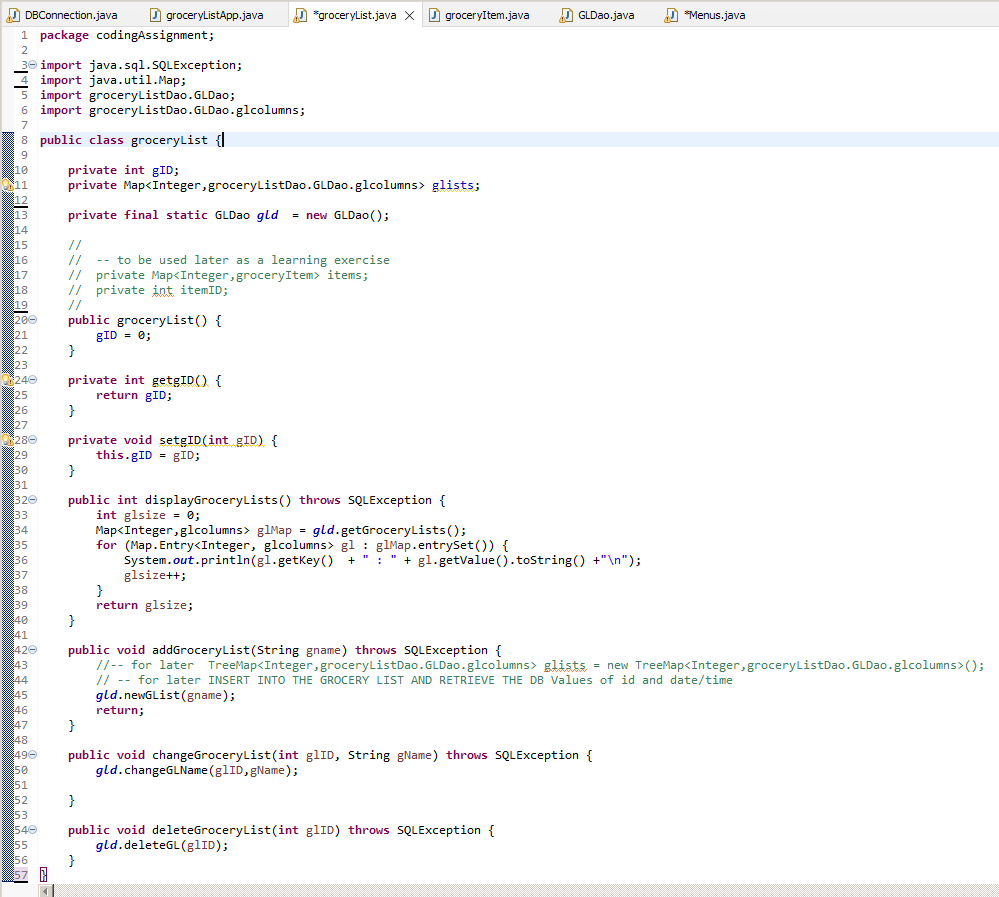 DBConnection.java groceryListApp.java *groceryList.java groceryItem.java GLDao.java *Menus.java
1 package codingAssignment;
2
3 import java.sql.SQLException;
4 import java.util.Map;
5 import groceryListDao.GLDao;
6 import groceryListDao.GLDao.glcolumns;
7
8 public class groceryList {
9
10     private int gID;
11     private Map<Integer,groceryListDao.GLDao.glcolumns> glists;
12
13     private final static GLDao gld  = new GLDao();
14
15     //
16     //  -- to be used later as a learning exercise
17     //  private Map<Integer,groceryItem> items;
18     //  private int itemID;
19     //
20     public groceryList() {
21         gID = 0;
22     }
23
24     private int getgID() {
25         return gID;
26     }
27
28     private void setgID(int gID) {
29         this.gID = gID;
30     }
31
32     public int displayGroceryLists() throws SQLException {
33         int glsize = 0;
34         Map<Integer,glcolumns> glMap = gld.getGroceryLists();
35         for (Map.Entry<Integer, glcolumns> gl : glMap.entrySet()) {
36             System.out.println(gl.getKey()  + " : " + gl.getValue().toString() +"\n");
37             glsize++;
38         }
39         return glsize;
40     }
41
42     public void addGroceryList(String gname) throws SQLException {
43         //-- for later  TreeMap<Integer,groceryListDao.GLDao.glcolumns> glists = new TreeMap<Integer,groceryListDao.GLDao.glcolumns>();
44         // -- for later INSERT INTO THE GROCERY LIST AND RETRIEVE THE DB Values of id and date/time
45         gld.newGList(gname);
46         return;
47     }
48
49     public void changeGroceryList(int glID, String gName) throws SQLException {
50         gld.changeGLName(glID,gName);
51
52     }
53
54     public void deleteGroceryList(int glID) throws SQLException {
55         gld.deleteGL(glID);
56     }
57 }